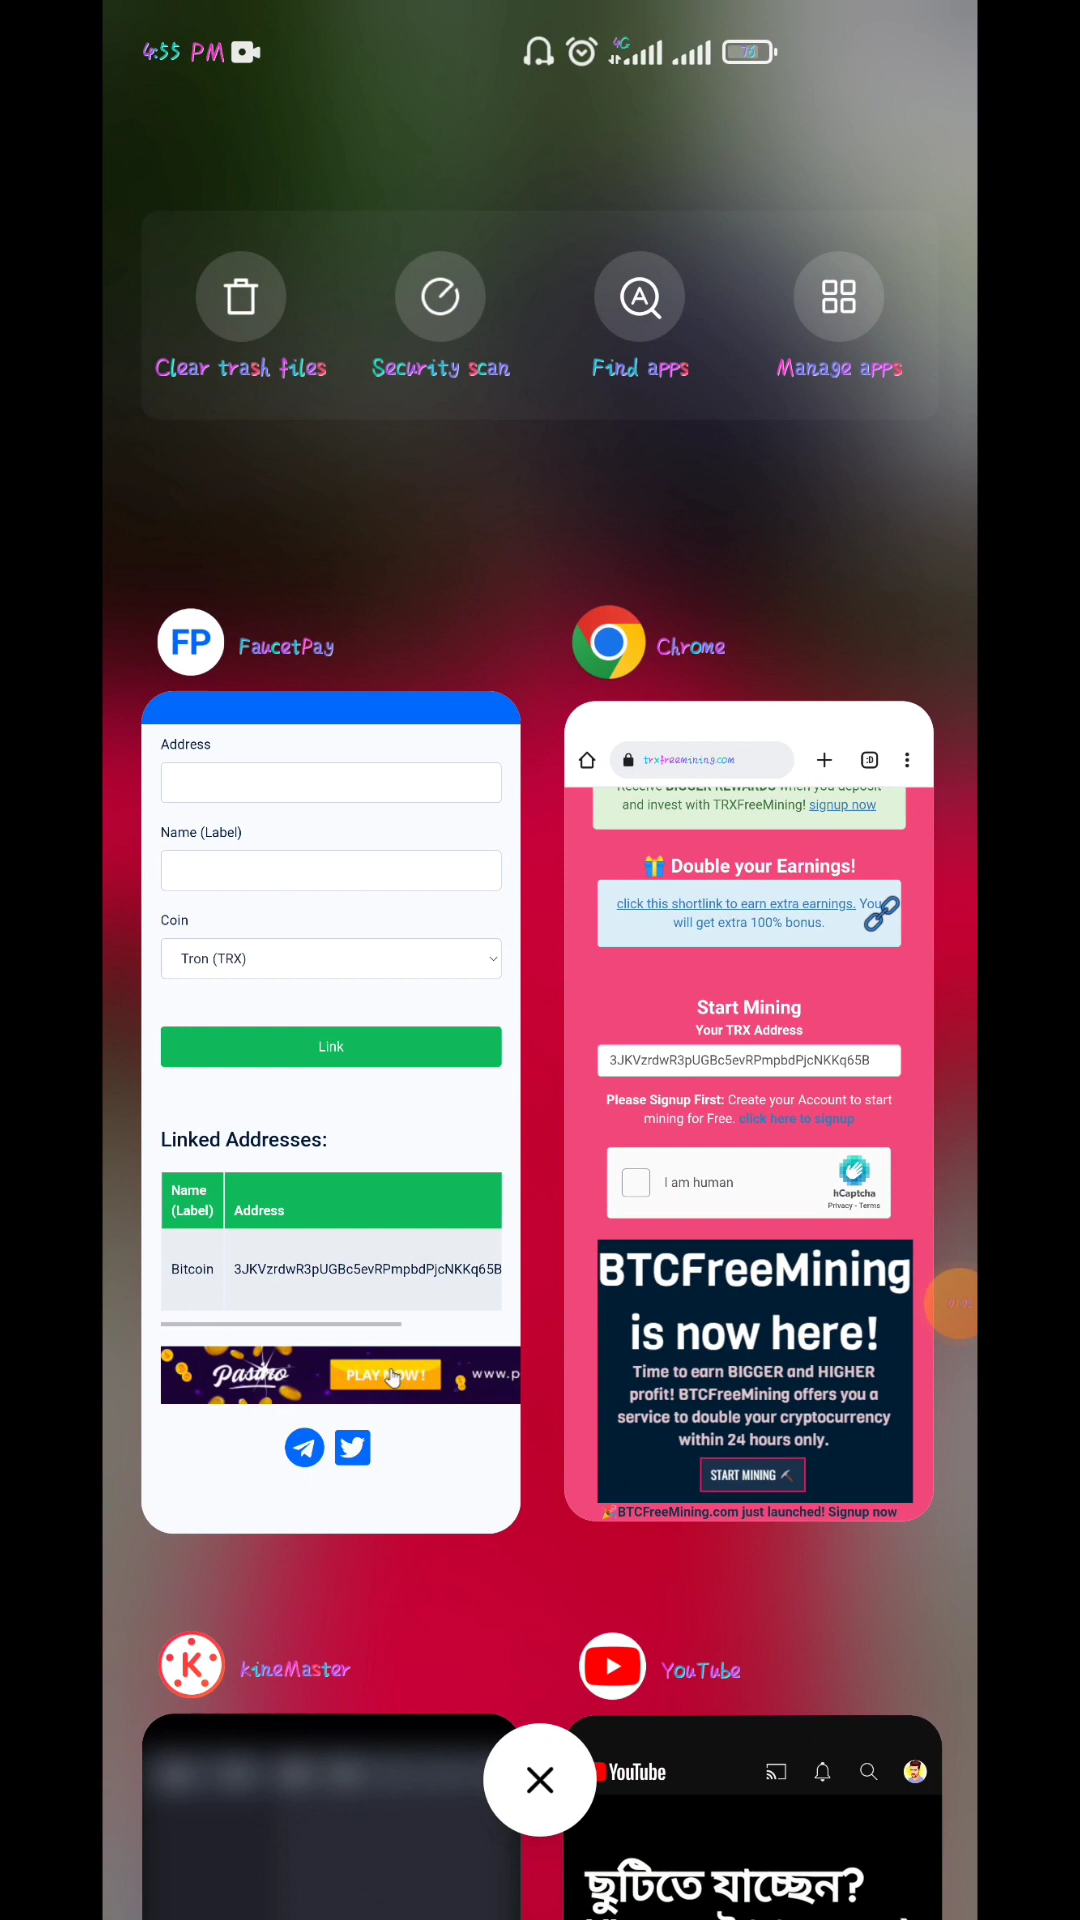 4:55 PM
4G
76
Clear trash files
Security scan
Find apps
Manage apps
FP
FaucetPay
Address
Name (Label)
Coin
Tron (TRX)
Link
Linked Addresses:
Name
(Label)
Address
Bitcoin
3JKVzrdwR3pUGBc5evRPmpbdPjcNKKq65B
Pasino
PLAY NOW!
www.p
Chrome
trxfreemining.com
:D
Receive BIGGER REWARDS when you deposit
and invest with TRXFreeMining! signup now
Double your Earnings!
click this shortlink to earn extra earnings. You
will get extra 100% bonus.
Start Mining
Your TRX Address
3JKVzrdwR3pUGBc5evRPmpbdPjcNKKq65B
Please Signup First: Create your Account to start
mining for Free. click here to signup
I am human
hCaptcha
Privacy - Terms
BTCFreeMining
is now here!
Time to earn BIGGER and HIGHER
profit! BTCFreeMining offers you a
service to double your cryptocurrency
within 24 hours only.
START MINING
BTCFreeMining.com just launched! Signup now
K
kineMaster
YouTube
YouTube
ছুটিতে যাচ্ছেন?